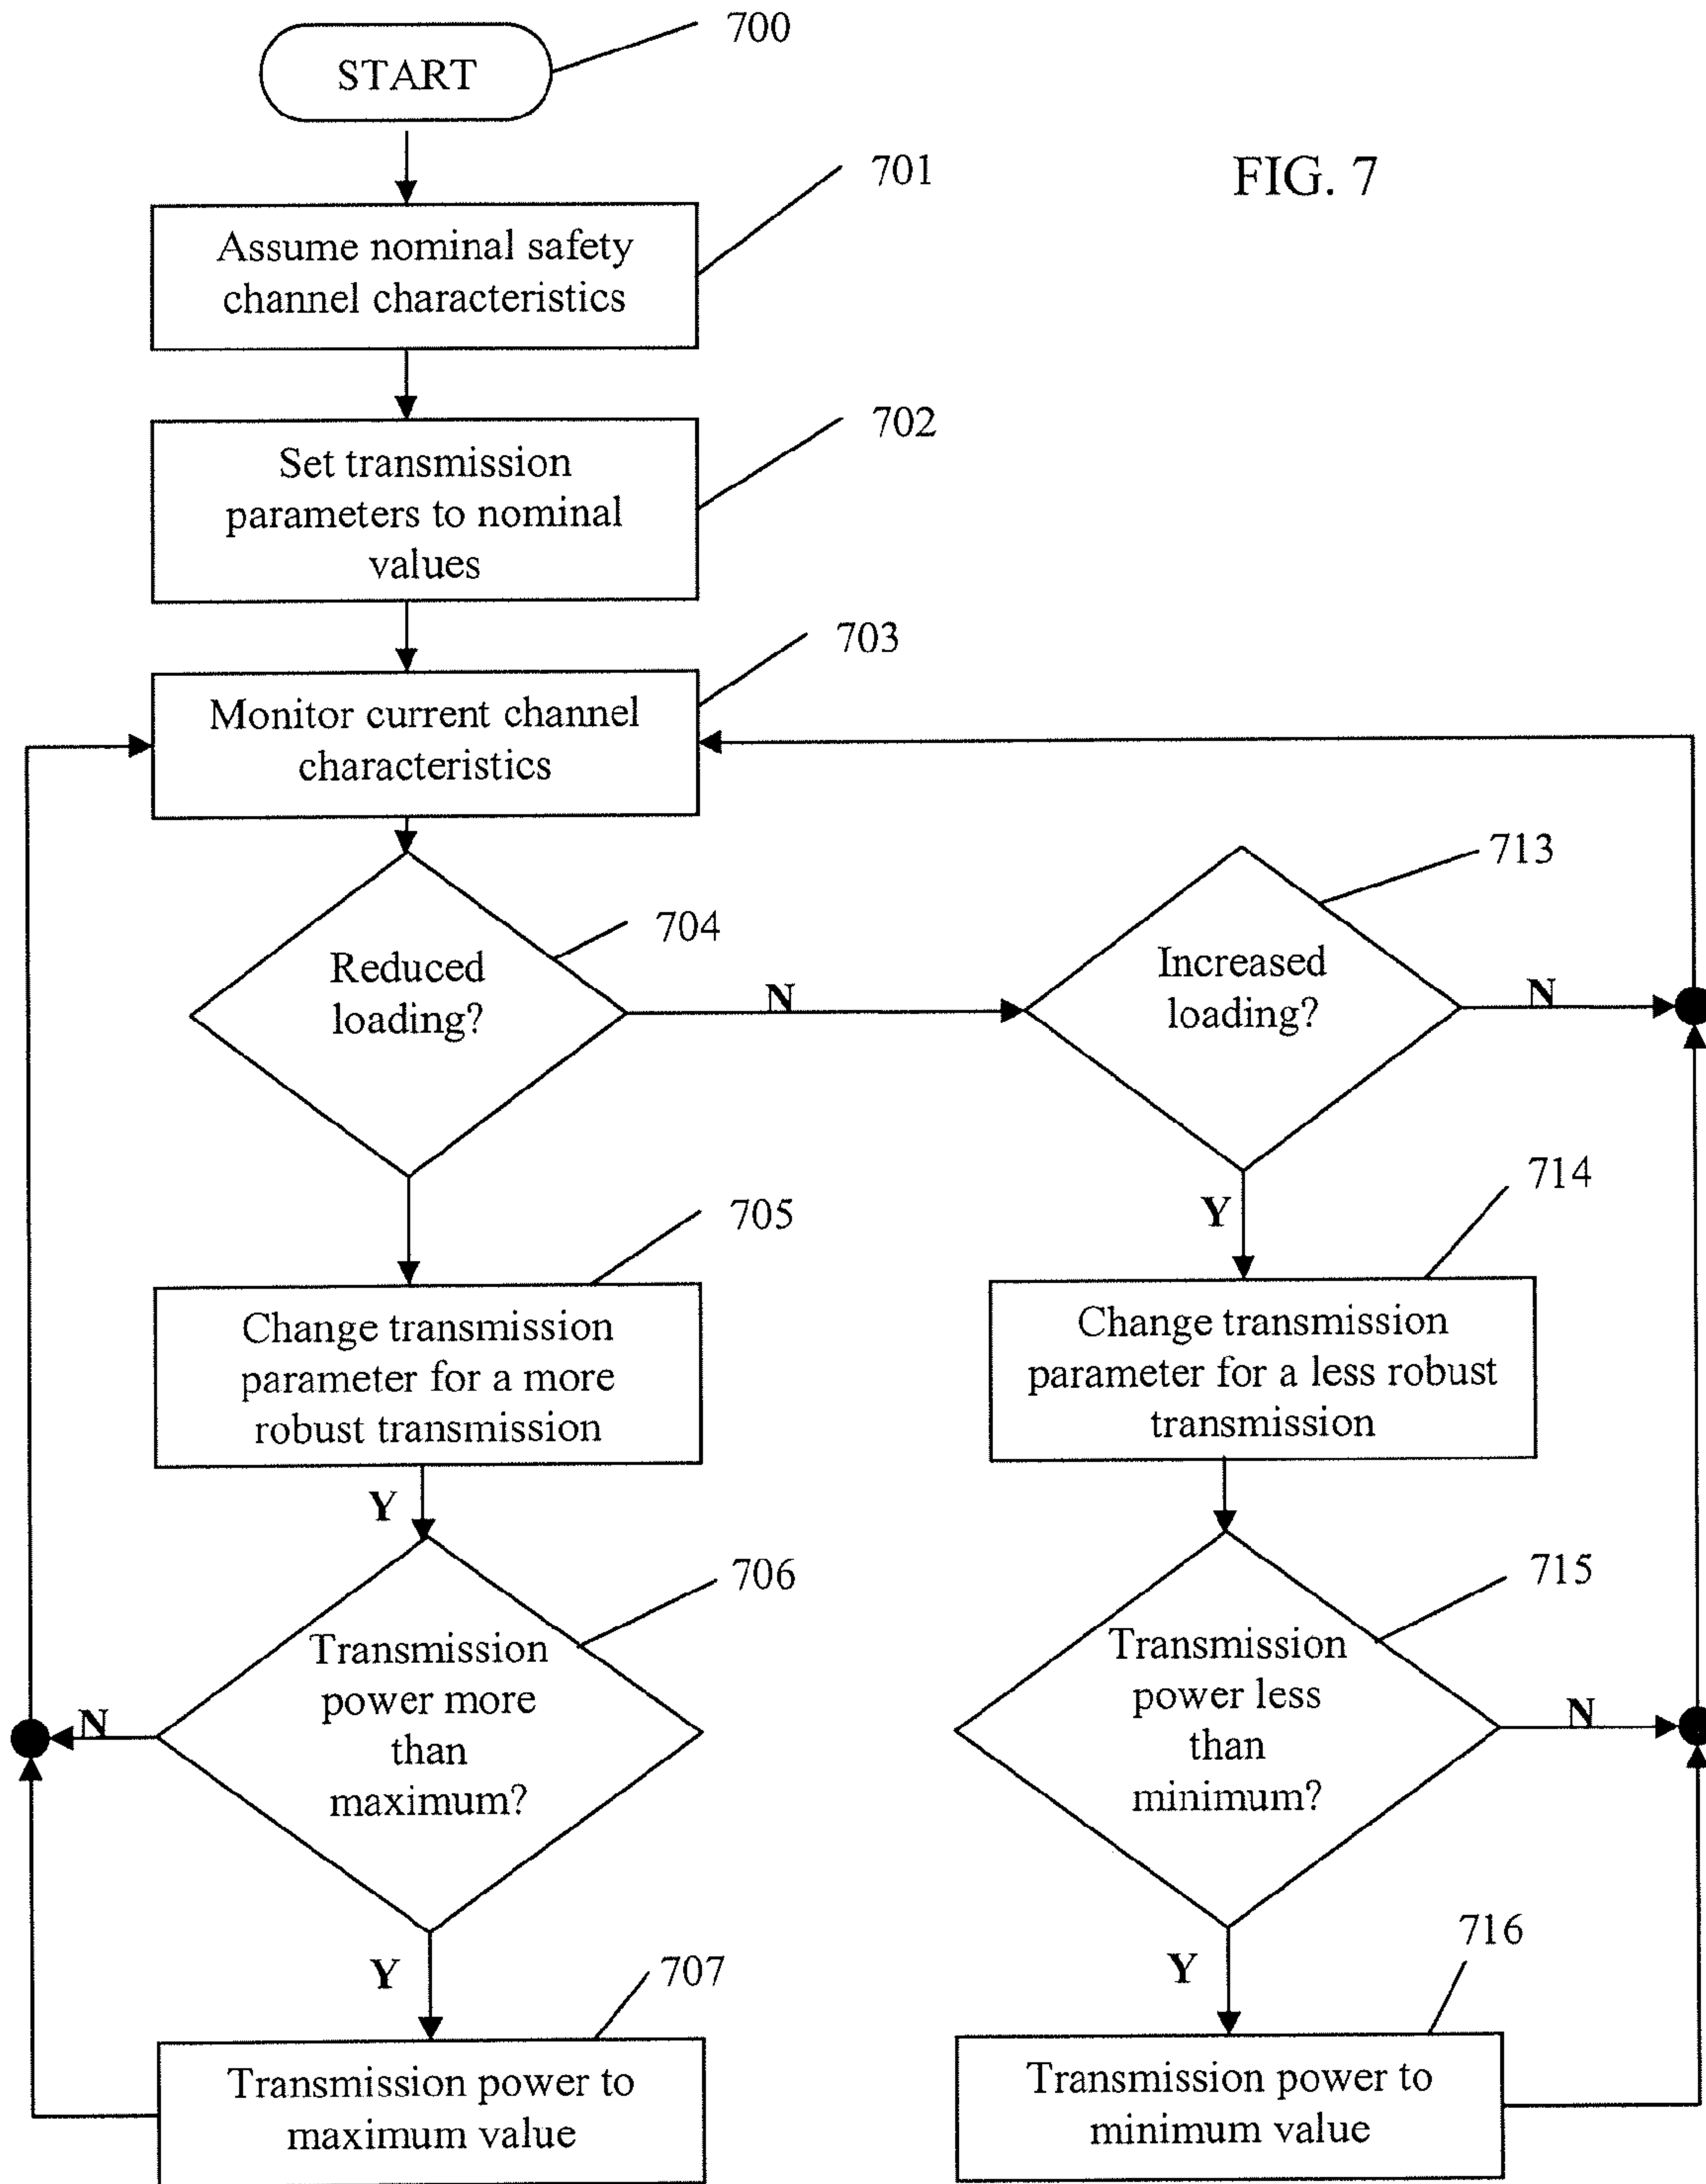 700
START
FIG. 7
701
Assume nominal safety
channel characteristics
702
Set transmission
parameters to nominal
values
703
Monitor current channel
characteristics
704
Reduced
loading?
N
713
Increased
loading?
N
705
Change transmission
parameter for a more
robust transmission
Y
714
Change transmission
parameter for a less robust
transmission
Y
706
Transmission
power more
than
maximum?
N
715
Transmission
power less
than
minimum?
N
Y
707
Transmission power to
maximum value
Y
716
Transmission power to
minimum value